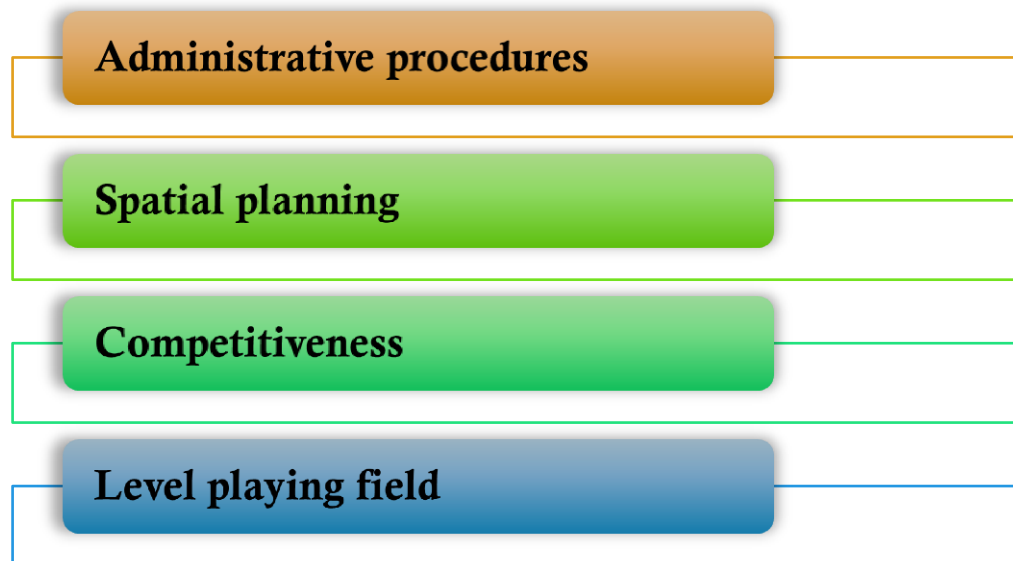 Administrative procedures
Spatial planning
Competitiveness
Level playing field